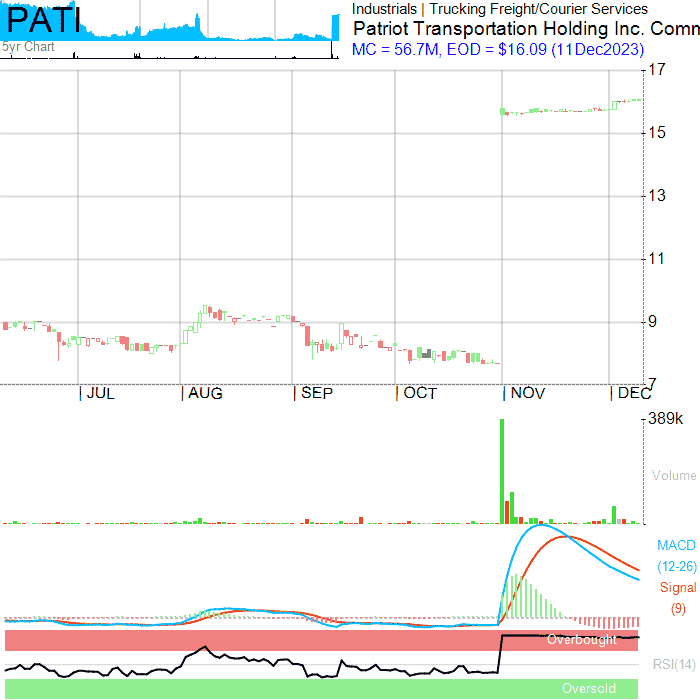 PATI
5yr Chart
Industrials | Trucking Freight/Courier Services
Patriot Transportation Holding Inc. Comn
MC = 56.7M, EOD = $16.09 (11Dec2023)
17
15
13
11
9
7
| JUL | AUG | SEP | OCT | NOV | DEC
389k
Volume
MACD
(12-26)
Signal
(9)
Overbought
RSI(14)
Oversold